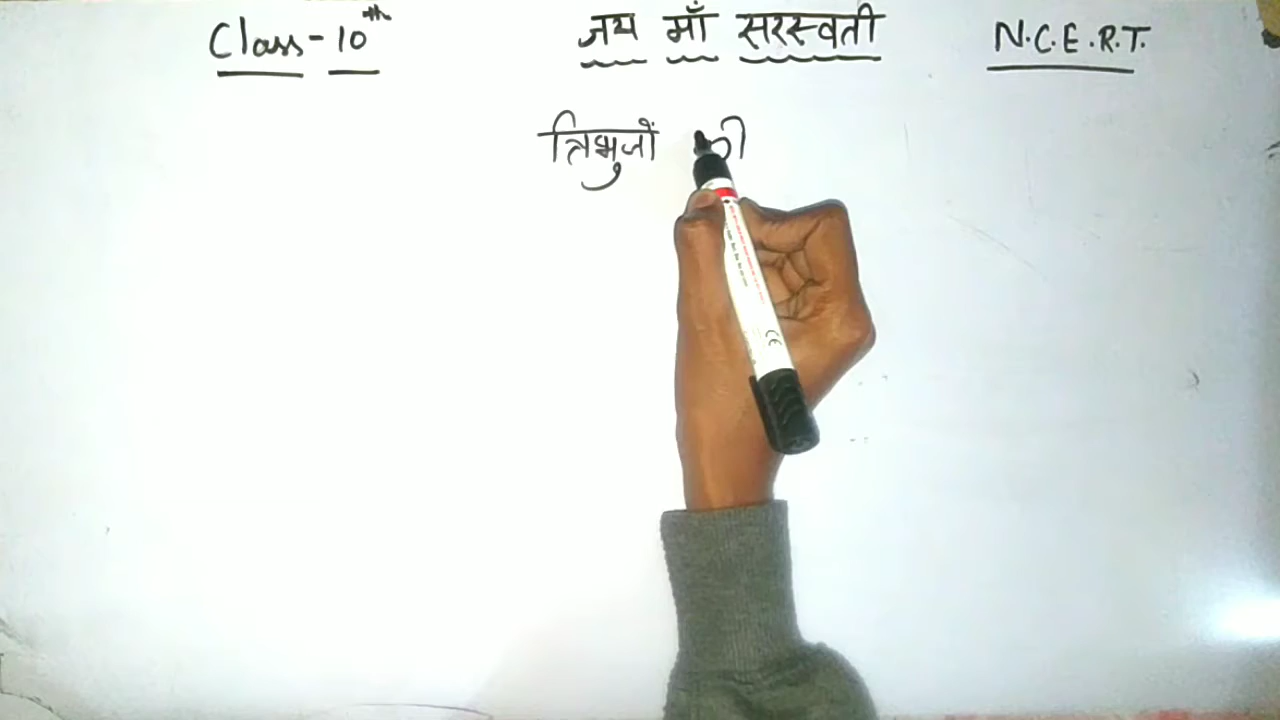 Class-10th जय माँ सरस्वती N.C.E.R.T.
त्रिभुजों की